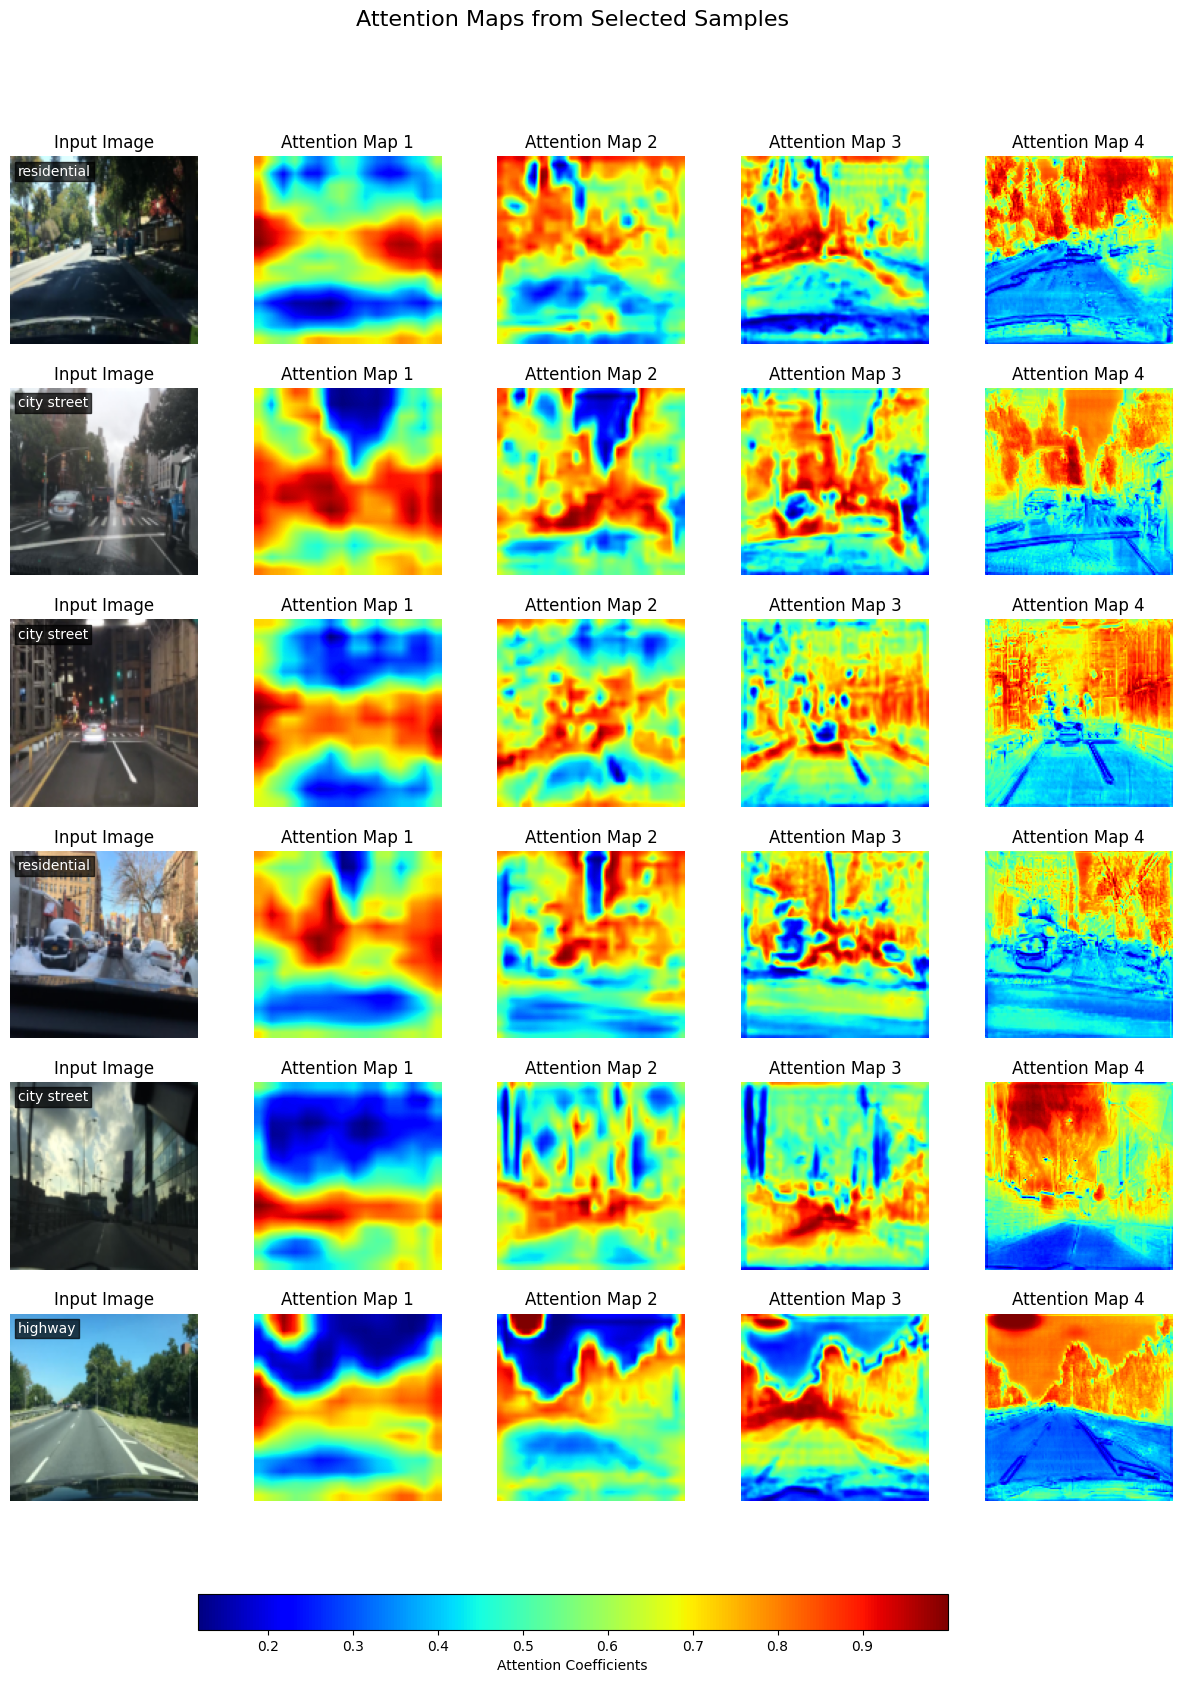 Attention Maps from Selected Samples
Input Image Attention Map 1 Attention Map 2 Attention Map 3 Attention Map 4
residential
Input Image Attention Map 1 Attention Map 2 Attention Map 3 Attention Map 4
city street
Input Image Attention Map 1 Attention Map 2 Attention Map 3 Attention Map 4
city street
Input Image Attention Map 1 Attention Map 2 Attention Map 3 Attention Map 4
residential
Input Image Attention Map 1 Attention Map 2 Attention Map 3 Attention Map 4
city street
Input Image Attention Map 1 Attention Map 2 Attention Map 3 Attention Map 4
highway
0.2 0.3 0.4 0.5 0.6 0.7 0.8 0.9
Attention Coefficients